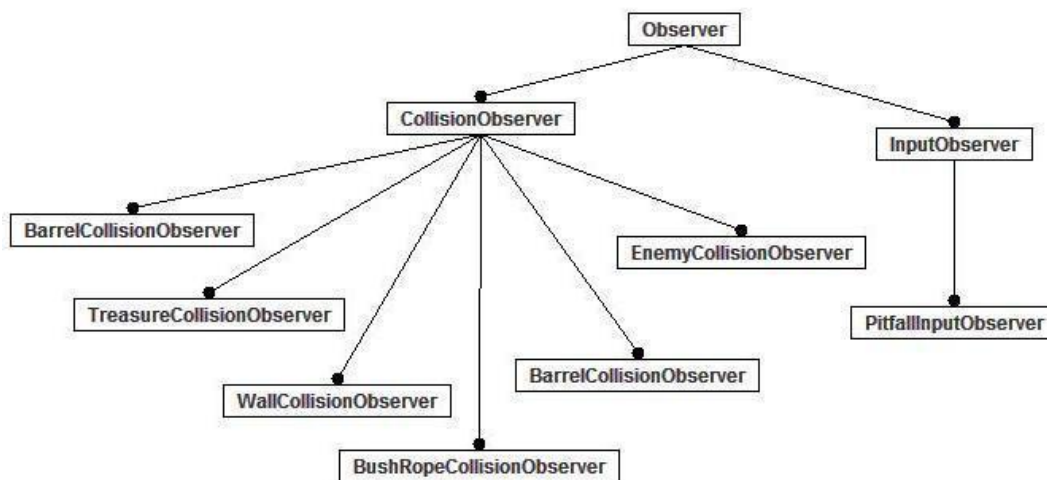 Observer
CollisionObserver
InputObserver
BarrelCollisionObserver
EnemyCollisionObserver
TreasureCollisionObserver
PitfallInputObserver
BarrelCollisionObserver
WallCollisionObserver
BushRopeCollisionObserver